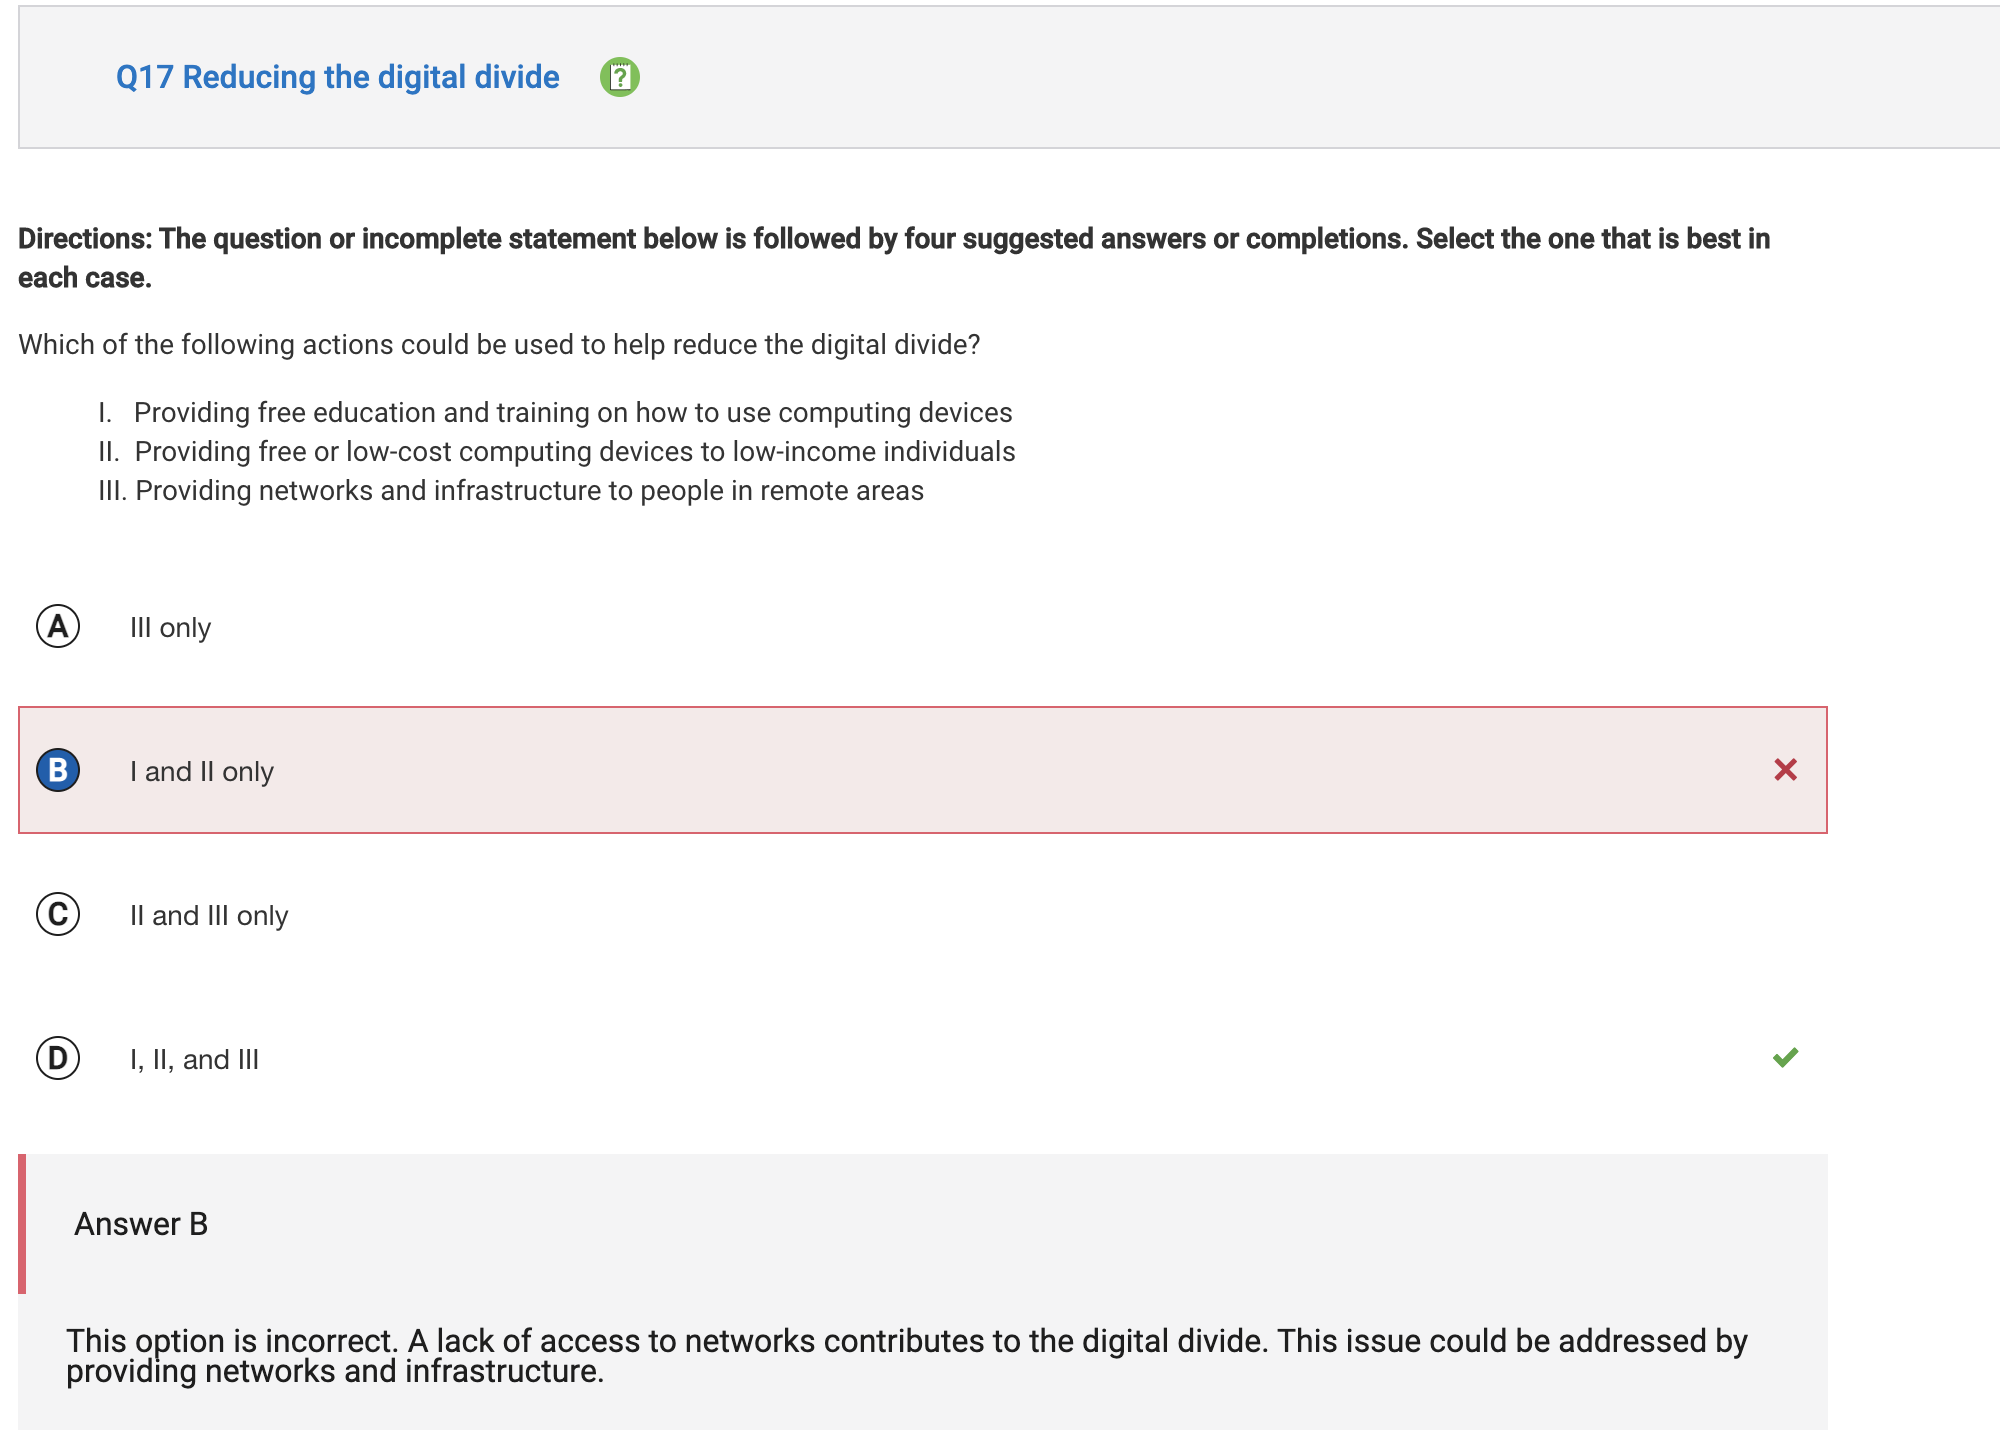 Q17 Reducing the digital divide ?
Directions: The question or incomplete statement below is followed by four suggested answers or completions. Select the one that is best in
each case.
Which of the following actions could be used to help reduce the digital divide?
I. Providing free education and training on how to use computing devices
II. Providing free or low-cost computing devices to low-income individuals
III. Providing networks and infrastructure to people in remote areas
A III only
B I and II only
C II and III only
D I, II, and III
Answer B
This option is incorrect. A lack of access to networks contributes to the digital divide. This issue could be addressed by
providing networks and infrastructure.